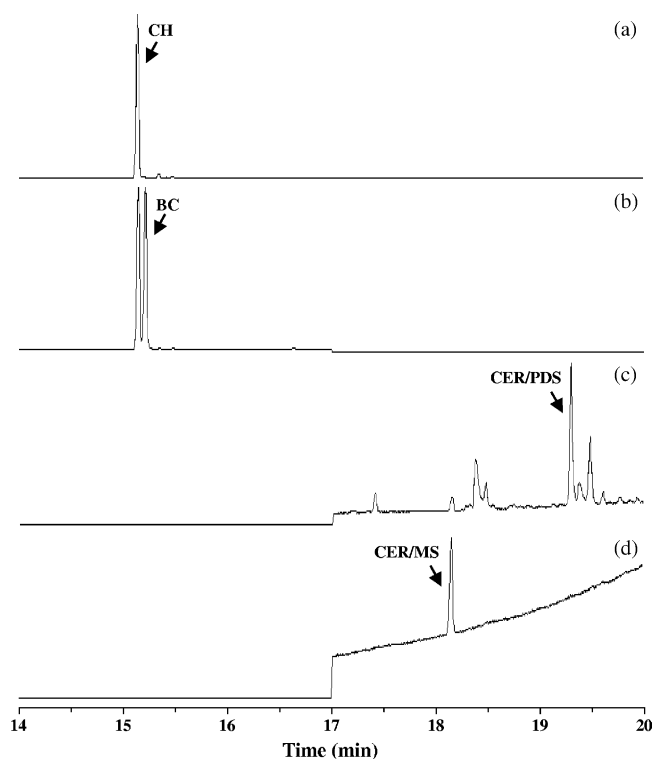 CH
(a)
BC
(b)
CER/PDS
(c)
CER/MS
(d)
14 15 16 17 18 19 20
Time (min)